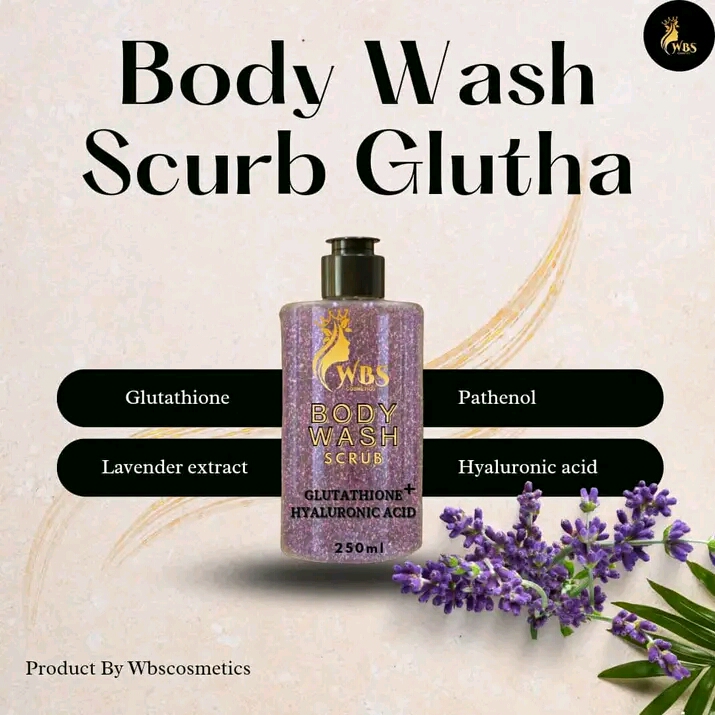 WBS
Body Wash
Scurb Glutha
WBS
COSMETICS
BODY
WASH
SCRUB
GLUTATHIONE+
HYALURONIC ACID
250ml
Glutathione
Pathenol
Lavender extract
Hyaluronic acid
Product By Wbscosmetics